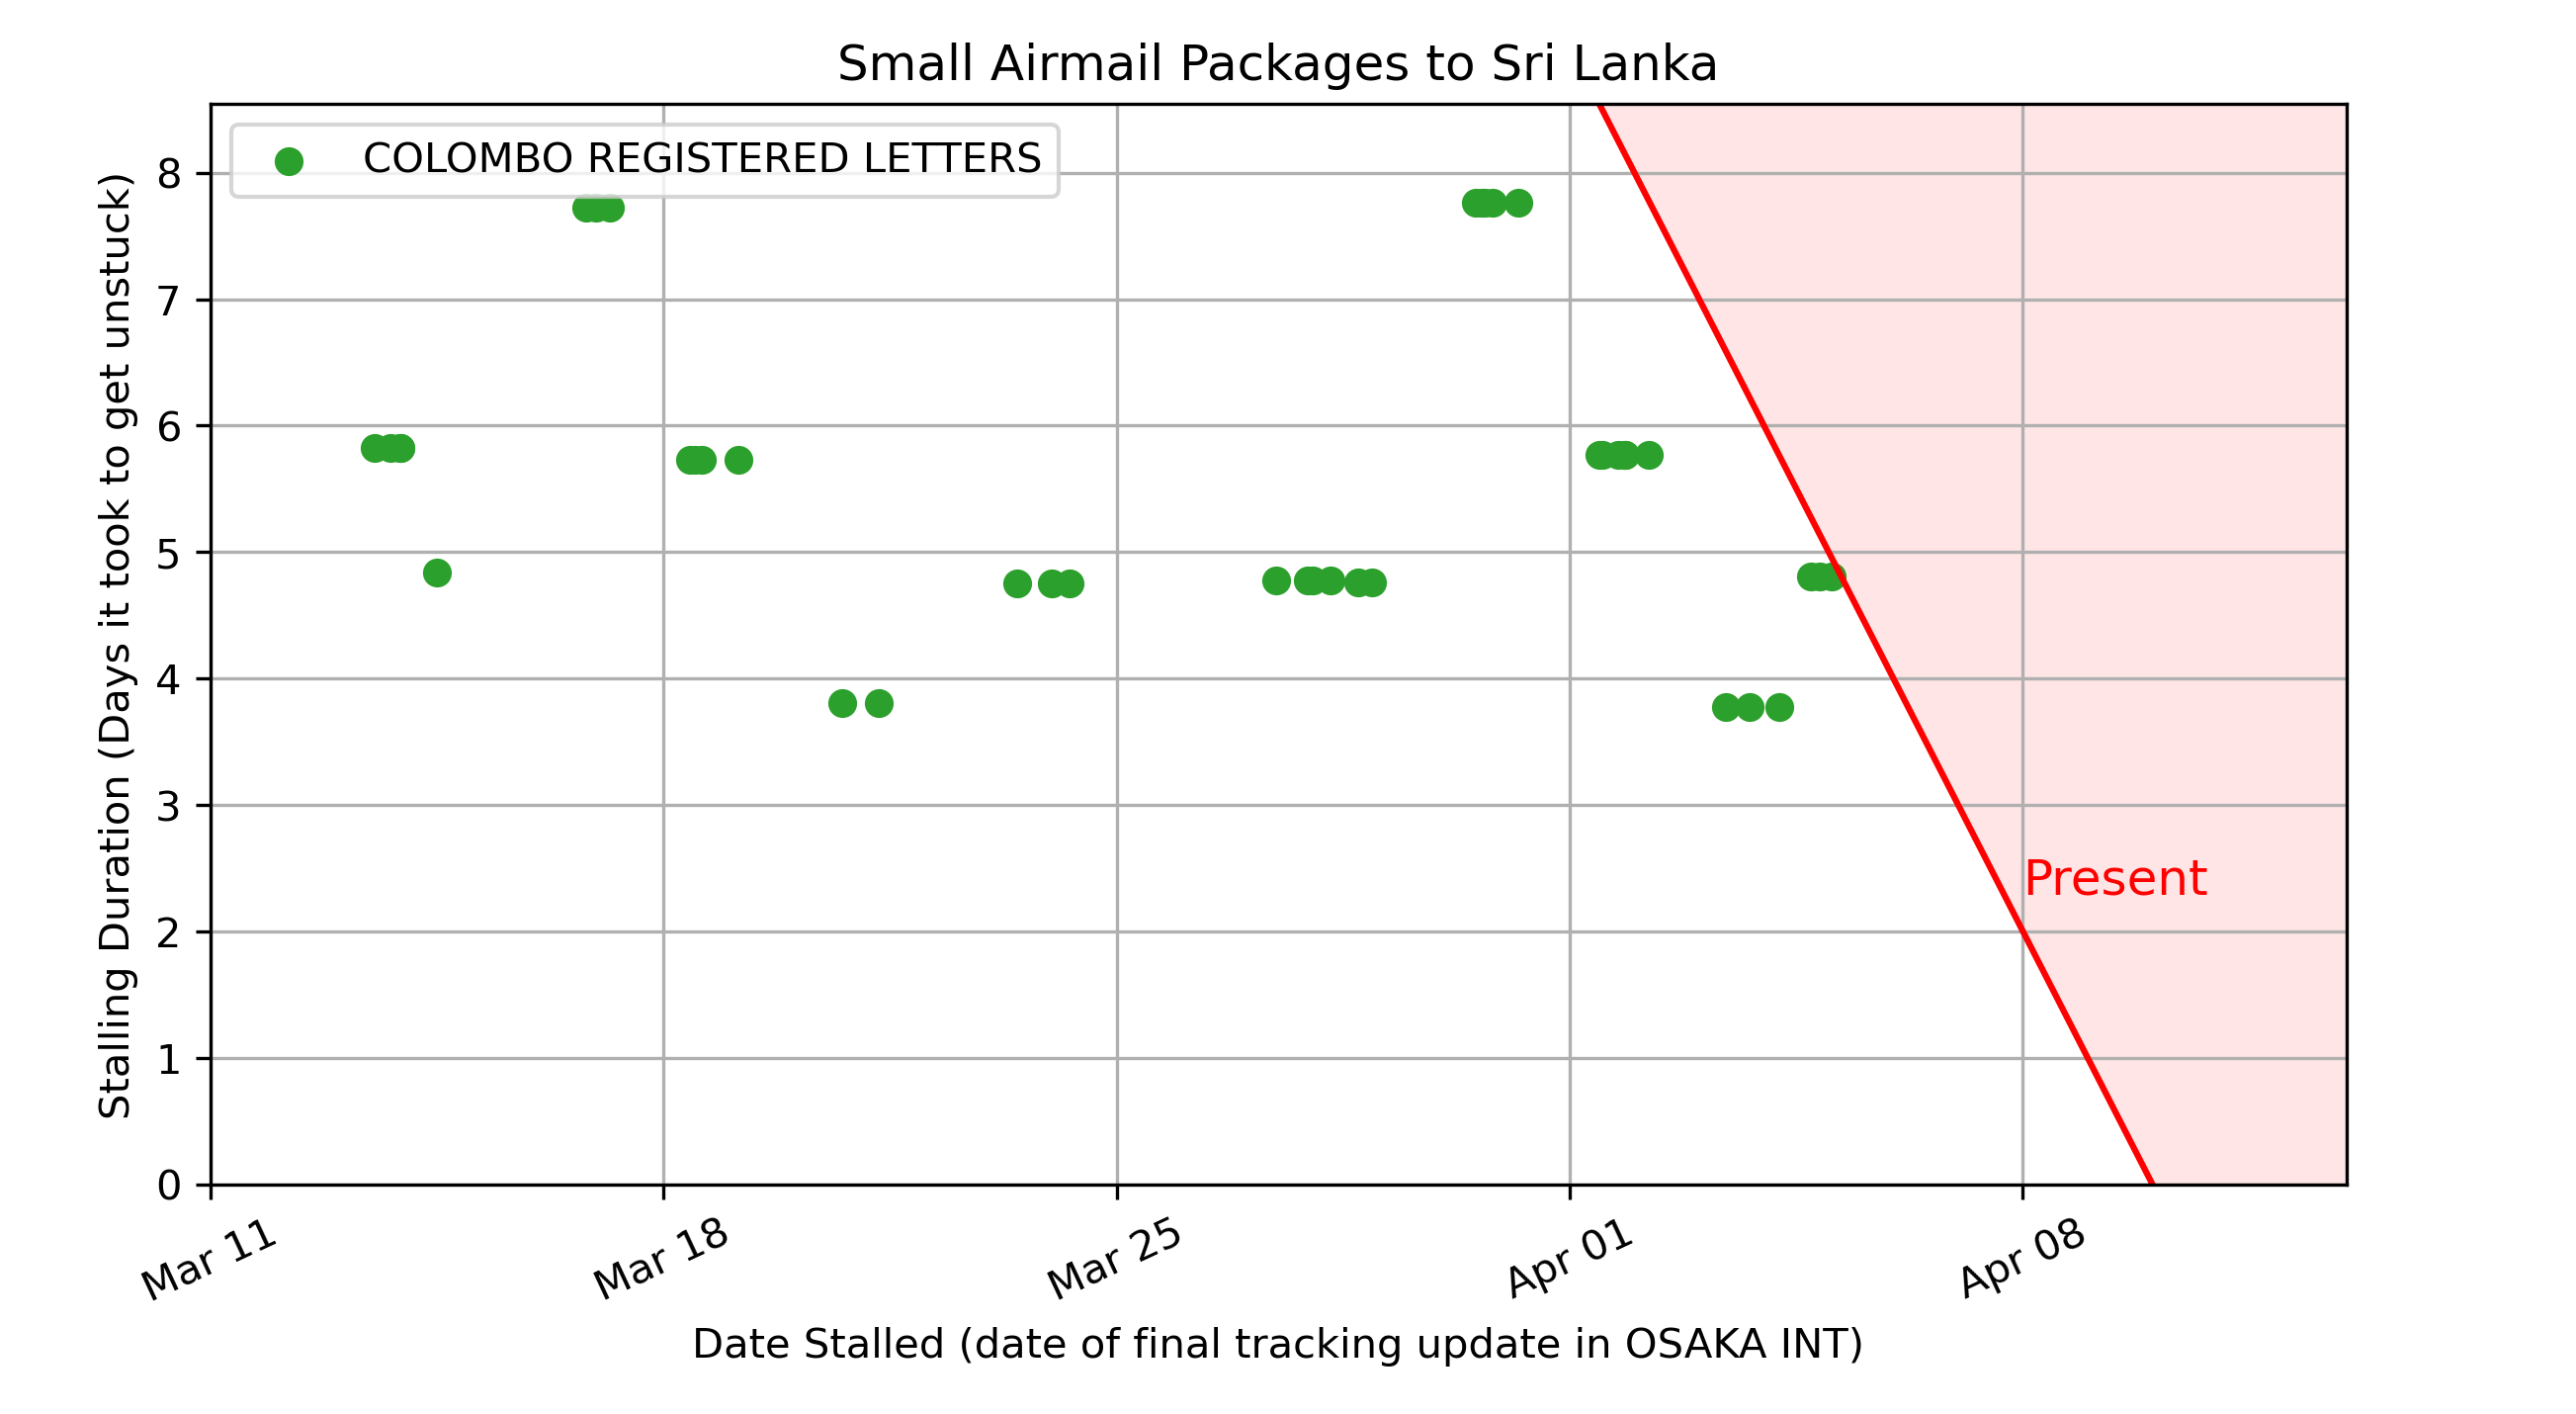 Small Airmail Packages to Sri Lanka
COLOMBO REGISTERED LETTERS
Stalling Duration (Days it took to get unstuck)
8
7
6
5
4
3
2
1
0
Present
Mar 11
Mar 18
Mar 25
Apr 01
Apr 08
Date Stalled (date of final tracking update in OSAKA INT)